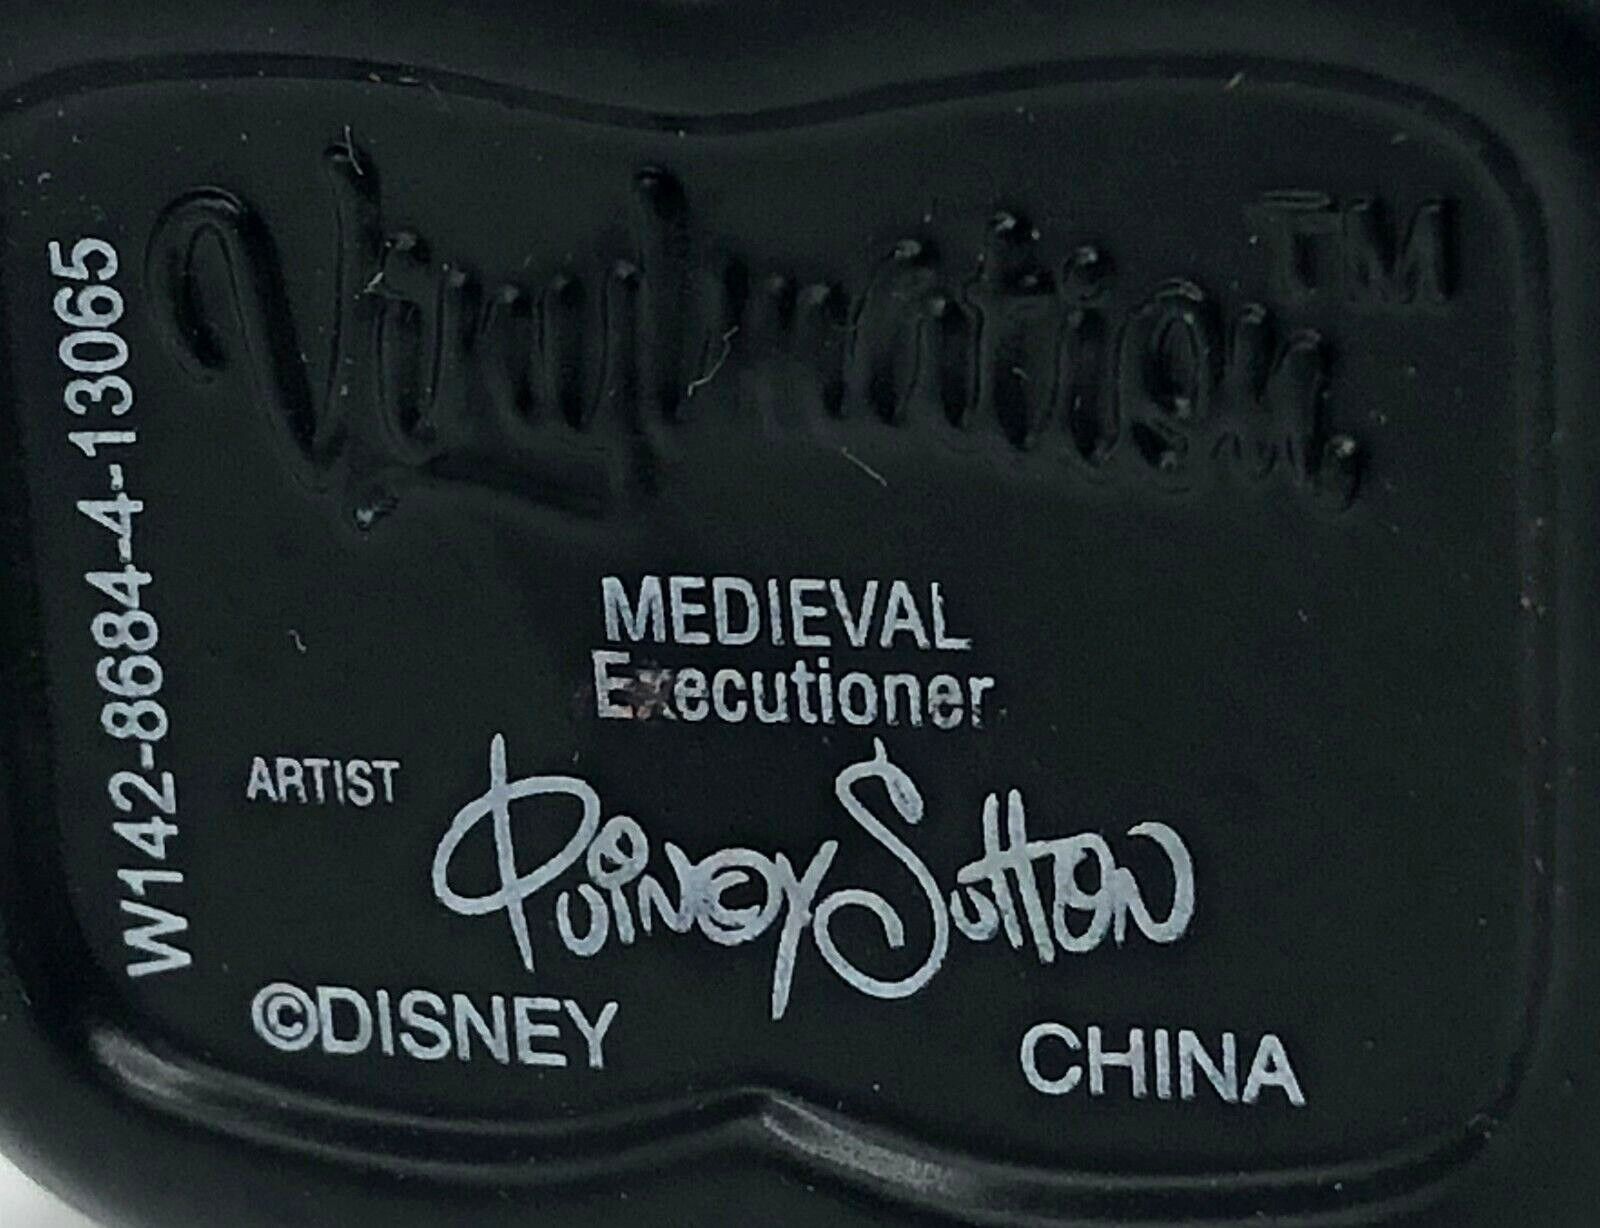 Vinylmation™
W142-8684-4-13065
MEDIEVAL
Executioner
ARTIST Quincy Sutton
©DISNEY CHINA